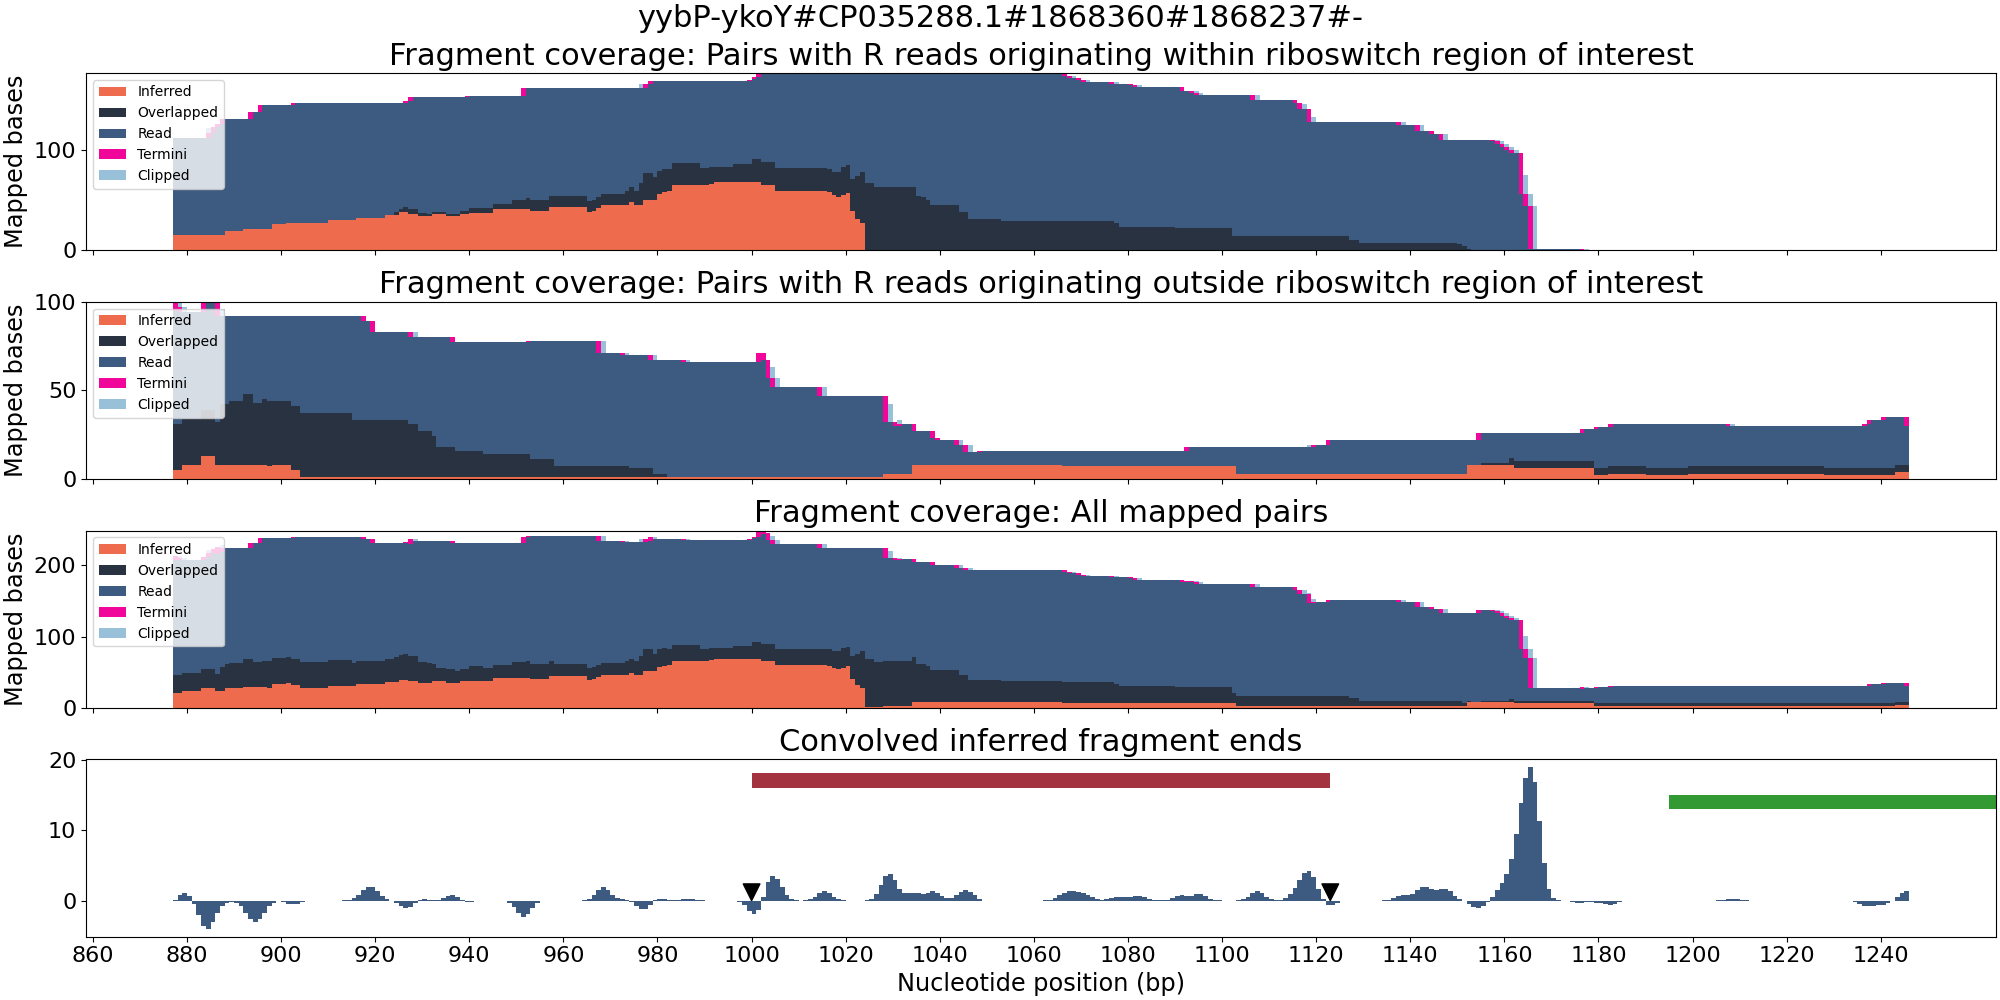 yybP-ykoY#CP035288.1#1868360#1868237#-
Fragment coverage: Pairs with R reads originating within riboswitch region of interest
Mapped bases
100
0
Inferred
Overlapped
Read
Termini
Clipped
Fragment coverage: Pairs with R reads originating outside riboswitch region of interest
Mapped bases
100
50
0
Inferred
Overlapped
Read
Termini
Clipped
Fragment coverage: All mapped pairs
Mapped bases
200
100
0
Inferred
Overlapped
Read
Termini
Clipped
Convolved inferred fragment ends
20
10
0
860 880 900 920 940 960 980 1000 1020 1040 1060 1080 1100 1120 1140 1160 1180 1200 1220 1240
Nucleotide position (bp)